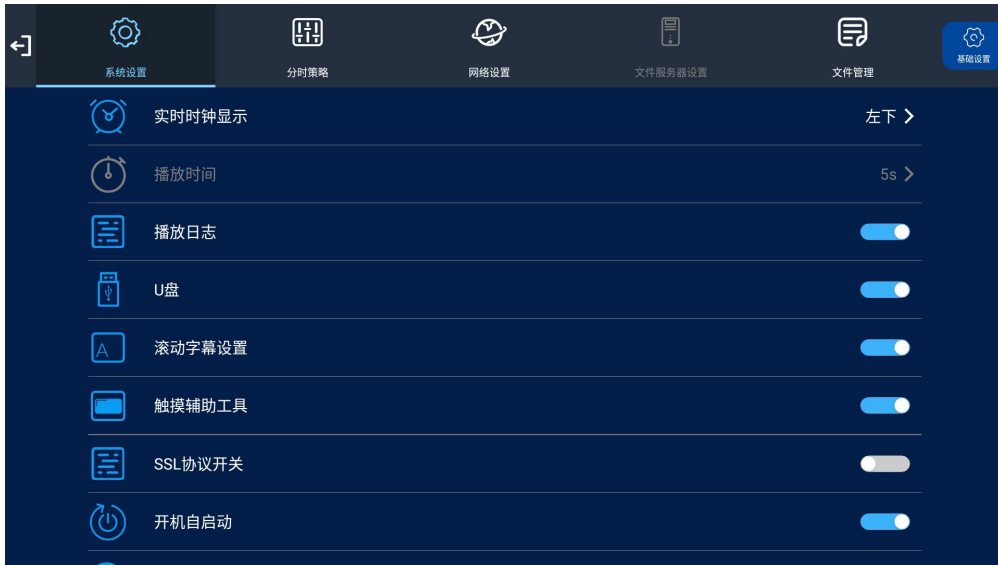 系统设置
分时策略
网络设置
文件服务器设置
文件管理
基础设置
实时时钟显示 左下
播放时间 5s
播放日志
U盘
滚动字幕设置
A
触摸辅助工具
SSL协议开关
开机自启动